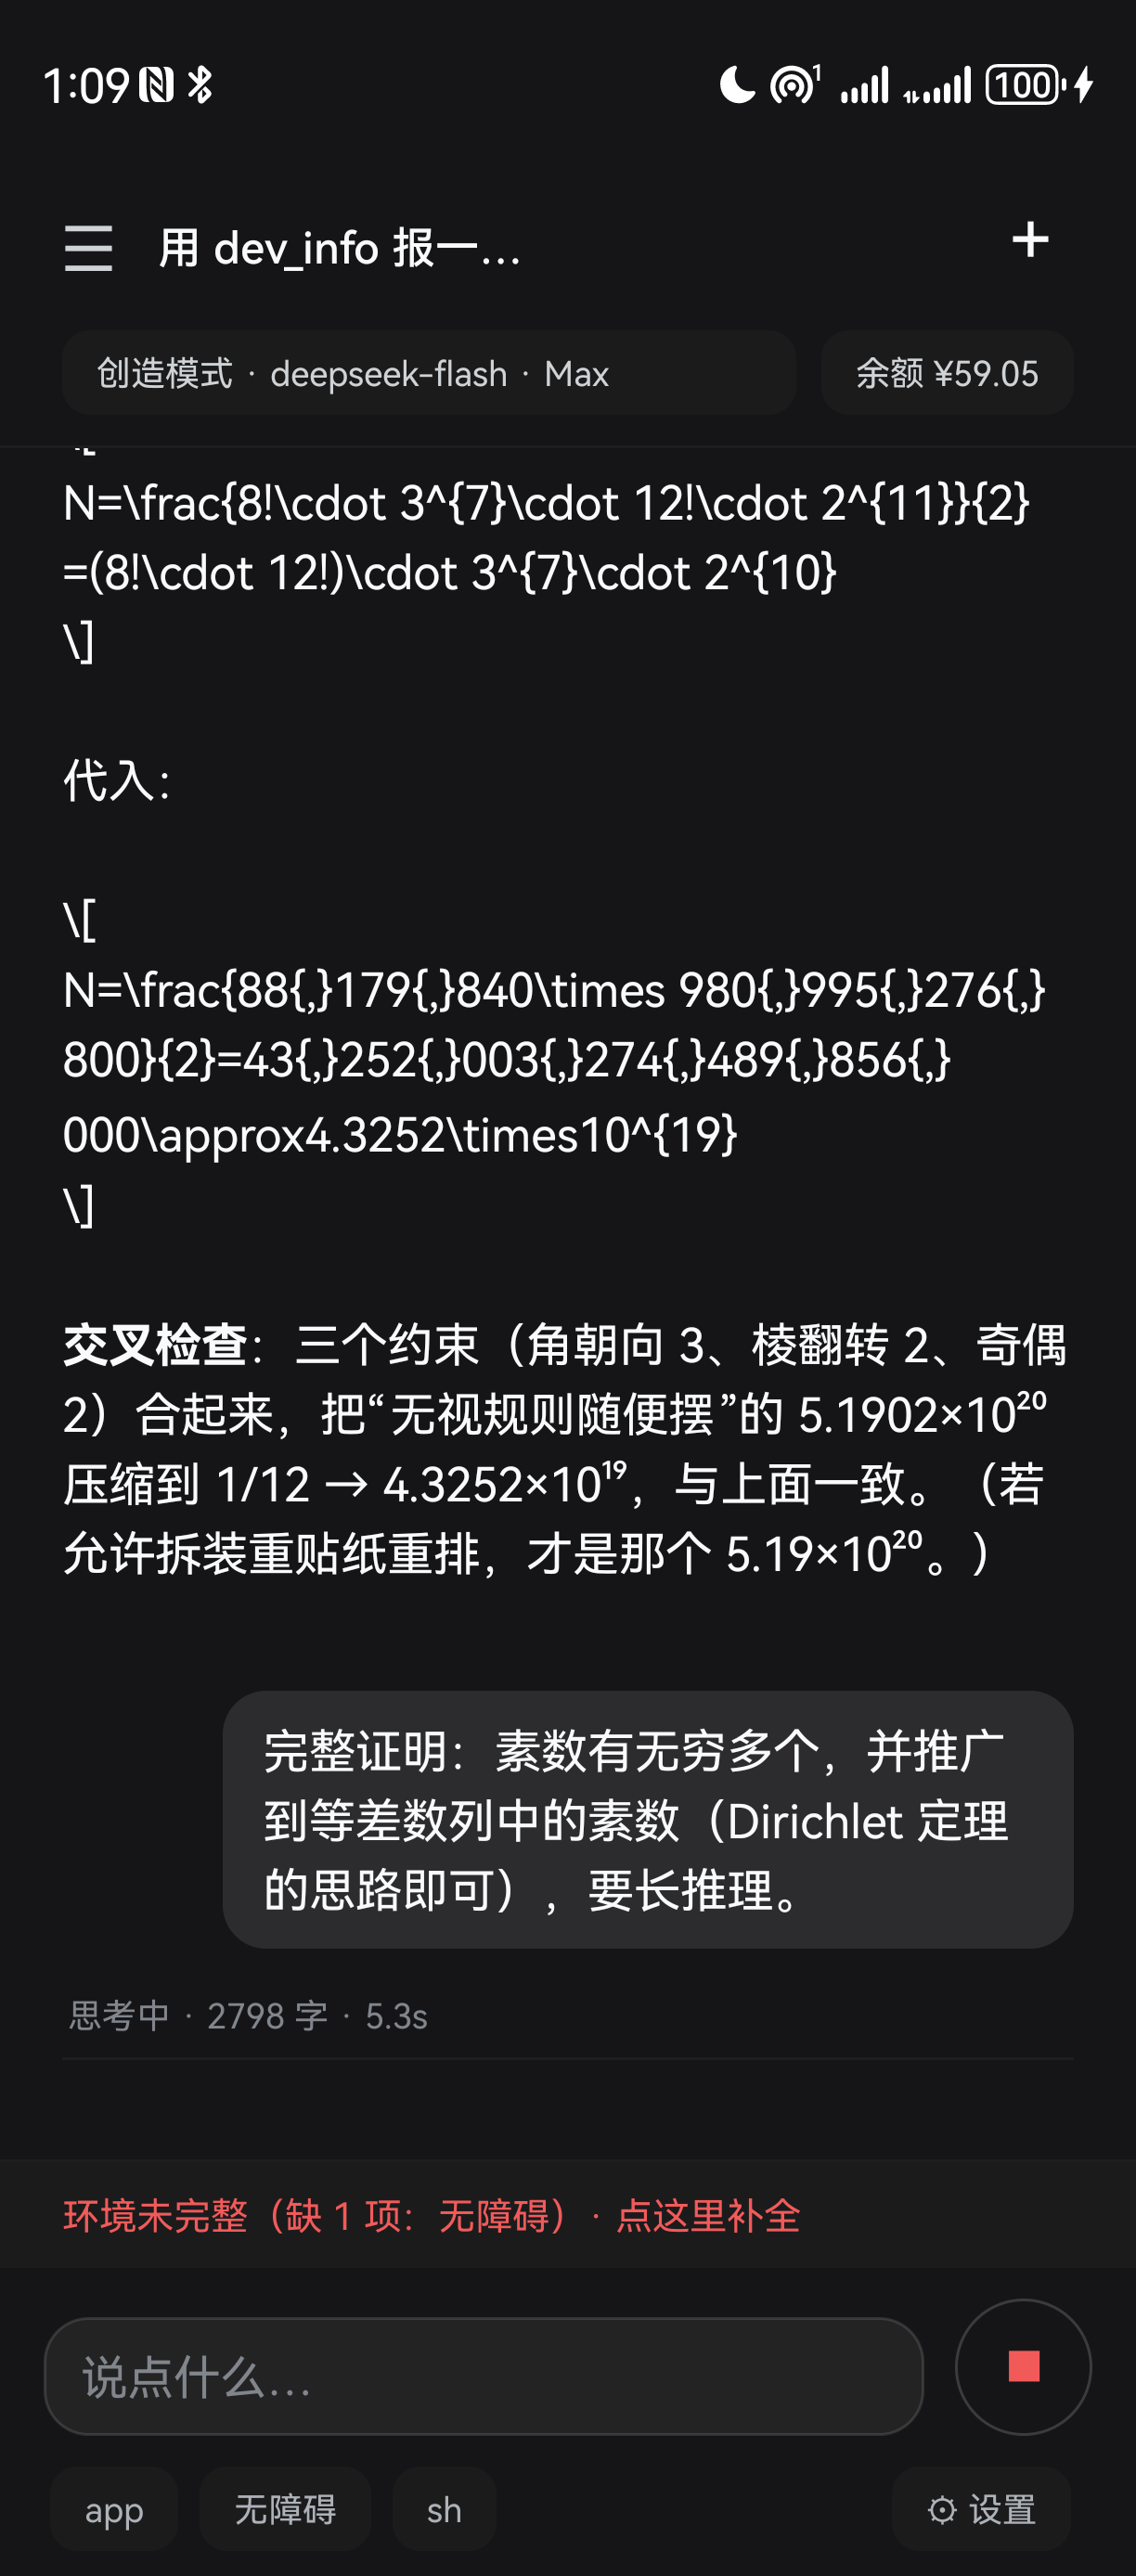 1:09
1
100
用 dev_info 报一...
+
创造模式 · deepseek-flash · Max
余额 ¥59.05
N=\frac{8!\cdot 3^{7}\cdot 12!\cdot 2^{11}}{2}
=(8!\cdot 12!)\cdot 3^{7}\cdot 2^{10}
\]
代入：
\[
N=\frac{88{,}179{,}840\times 980{,}995{,}276{,}
800}{2}=43{,}252{,}003{,}274{,}489{,}856{,}
000\approx4.3252\times10^{19}
\]
交叉检查：三个约束（角朝向 3、棱翻转 2、奇偶
2）合起来，把“无视规则随便摆”的 5.1902×10²⁰
压缩到 1/12 → 4.3252×10¹⁹，与上面一致。（若
允许拆装重贴纸重排，才是那个 5.19×10²⁰。）
完整证明：素数有无穷多个，并推广
到等差数列中的素数（Dirichlet 定理
的思路即可），要长推理。
思考中 · 2798 字 · 5.3s
环境未完整（缺 1 项：无障碍）· 点这里补全
说点什么...
app
无障碍
sh
设置